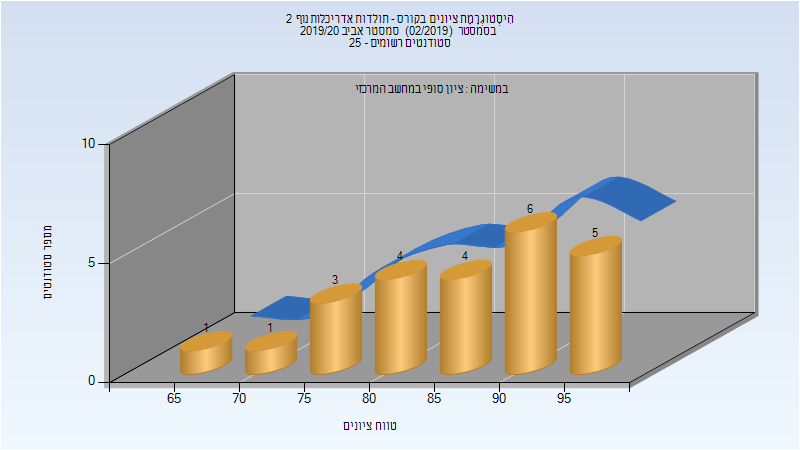 היסטוגרמת ציונים בקורס - תולדות אדריכלות נוף 2
בסמסטר (02/2019) סמסטר אביב 2019/20
סטודנטים רשומים - 25
במשימה : ציון סופי במחשב המרכזי
מספר סטודנטים
10
5
0
1
1
3
4
4
6
5
65
70
75
80
85
90
95
טווח ציונים